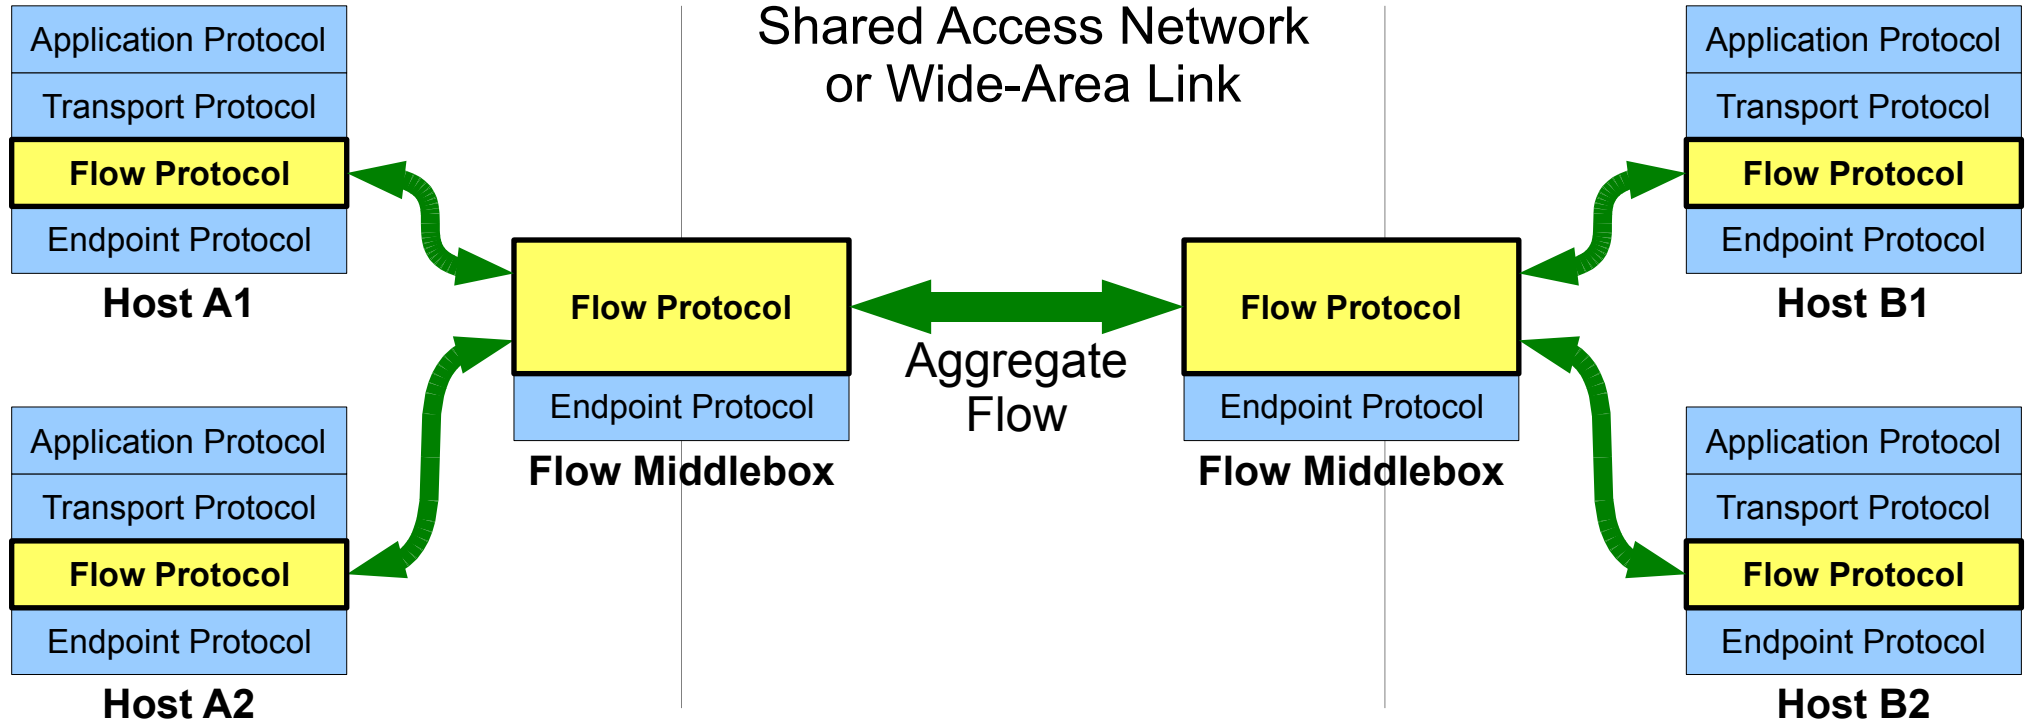 Shared Access Network
or Wide-Area Link
Application Protocol
Transport Protocol
Flow Protocol
Endpoint Protocol
Host A1
Application Protocol
Transport Protocol
Flow Protocol
Endpoint Protocol
Host A2
Flow Protocol
Endpoint Protocol
Flow Middlebox
Aggregate
Flow
Flow Protocol
Endpoint Protocol
Flow Middlebox
Application Protocol
Transport Protocol
Flow Protocol
Endpoint Protocol
Host B1
Application Protocol
Transport Protocol
Flow Protocol
Endpoint Protocol
Host B2